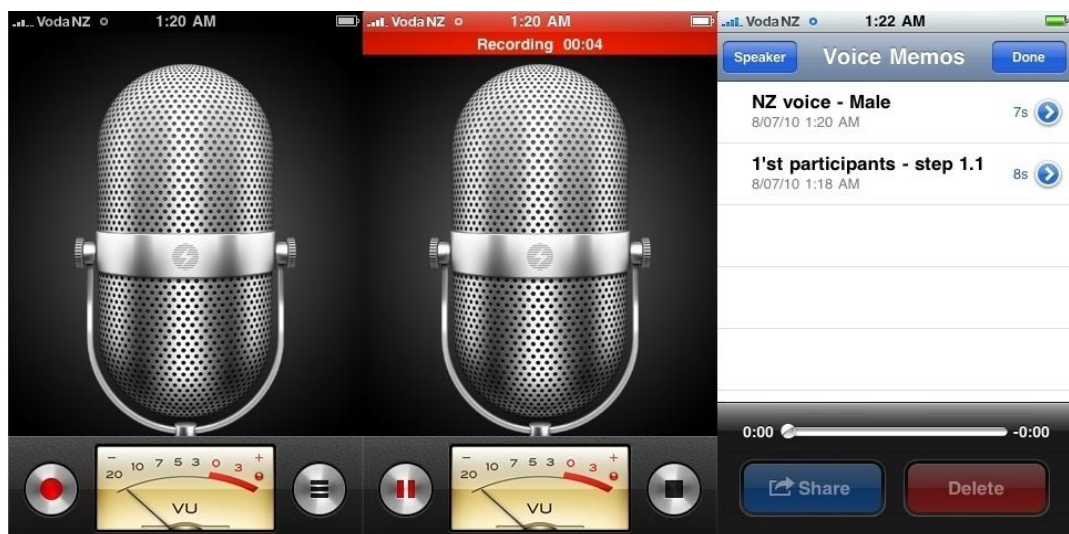 VodaNZ 1:20 AM
- +
20 10 7 5 3 0 3
VU
VodaNZ 1:20 AM
Recording 00:04
- +
20 10 7 5 3 0 3
VU
VodaNZ 1:22 AM
Speaker Voice Memos Done
NZ voice - Male 7s
8/07/10 1:20 AM
1'st participants - step 1.1 8s
8/07/10 1:18 AM
0:00 -0:00
Share Delete